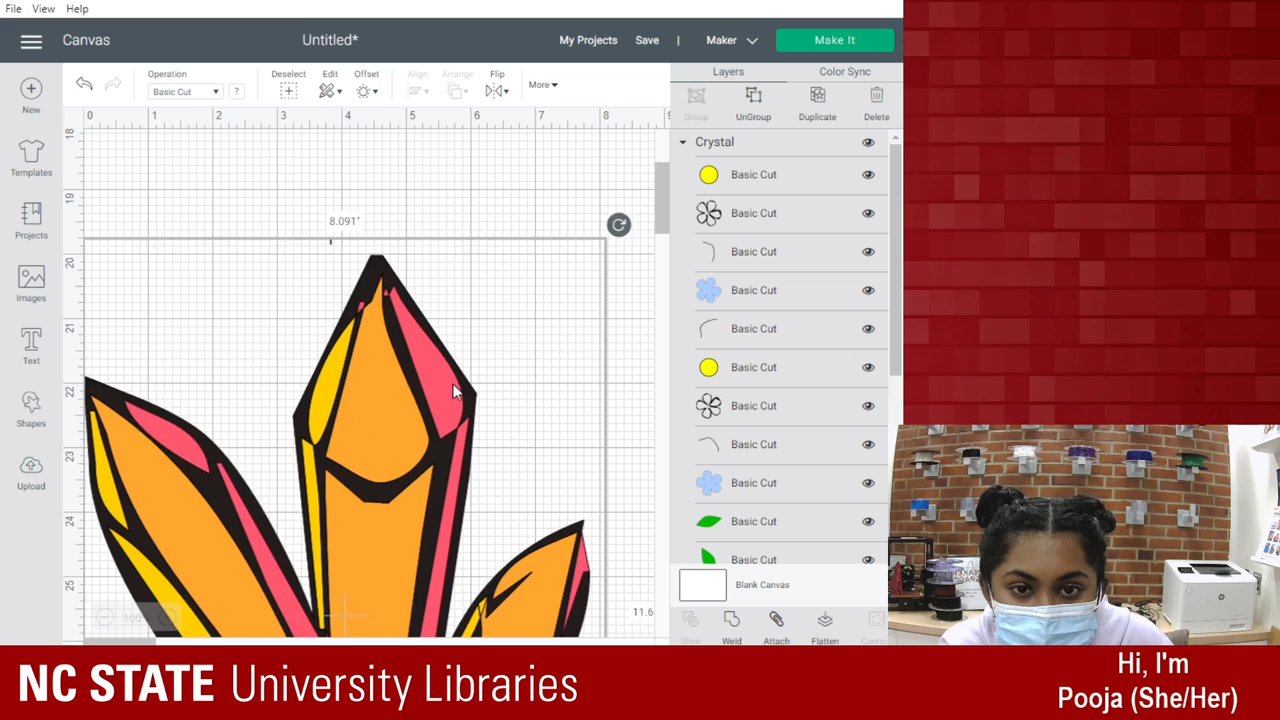 File View Help
Canvas Untitled* My Projects Save | Maker Make It
New
Templates
Projects
Images
Text
Shapes
Upload
Operation
Basic Cut ?
Deselect Edit Offset Align Arrange Flip More
0 1 2 3 4 5 6 7 8
18
19
20
21
22
23
24
25
8.091"
11.6
100%
Layers Color Sync
Group UnGroup Duplicate Delete
Crystal
Basic Cut
Basic Cut
Basic Cut
Basic Cut
Basic Cut
Basic Cut
Basic Cut
Basic Cut
Basic Cut
Basic Cut
Basic Cut
Blank Canvas
Slice Weld Attach Flatten
NC STATE University Libraries
Hi, I'm
Pooja (She/Her)